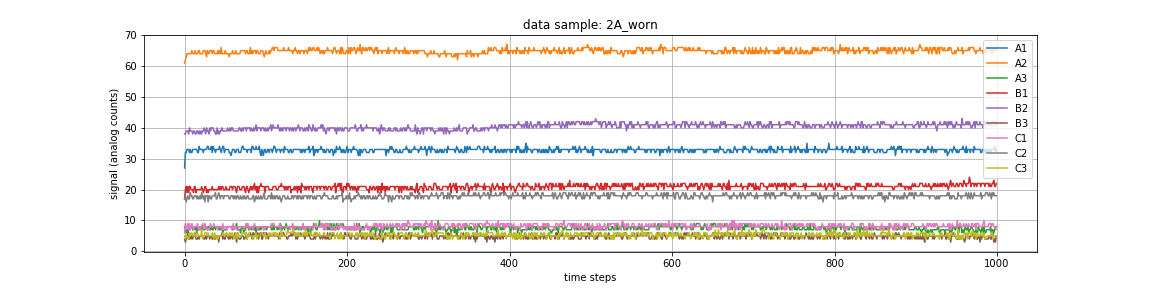 data sample: 2A_worn
signal (analog counts)
70
60
50
40
30
20
10
0
0 200 400 600 800 1000
time steps
A1
A2
A3
B1
B2
B3
C1
C2
C3